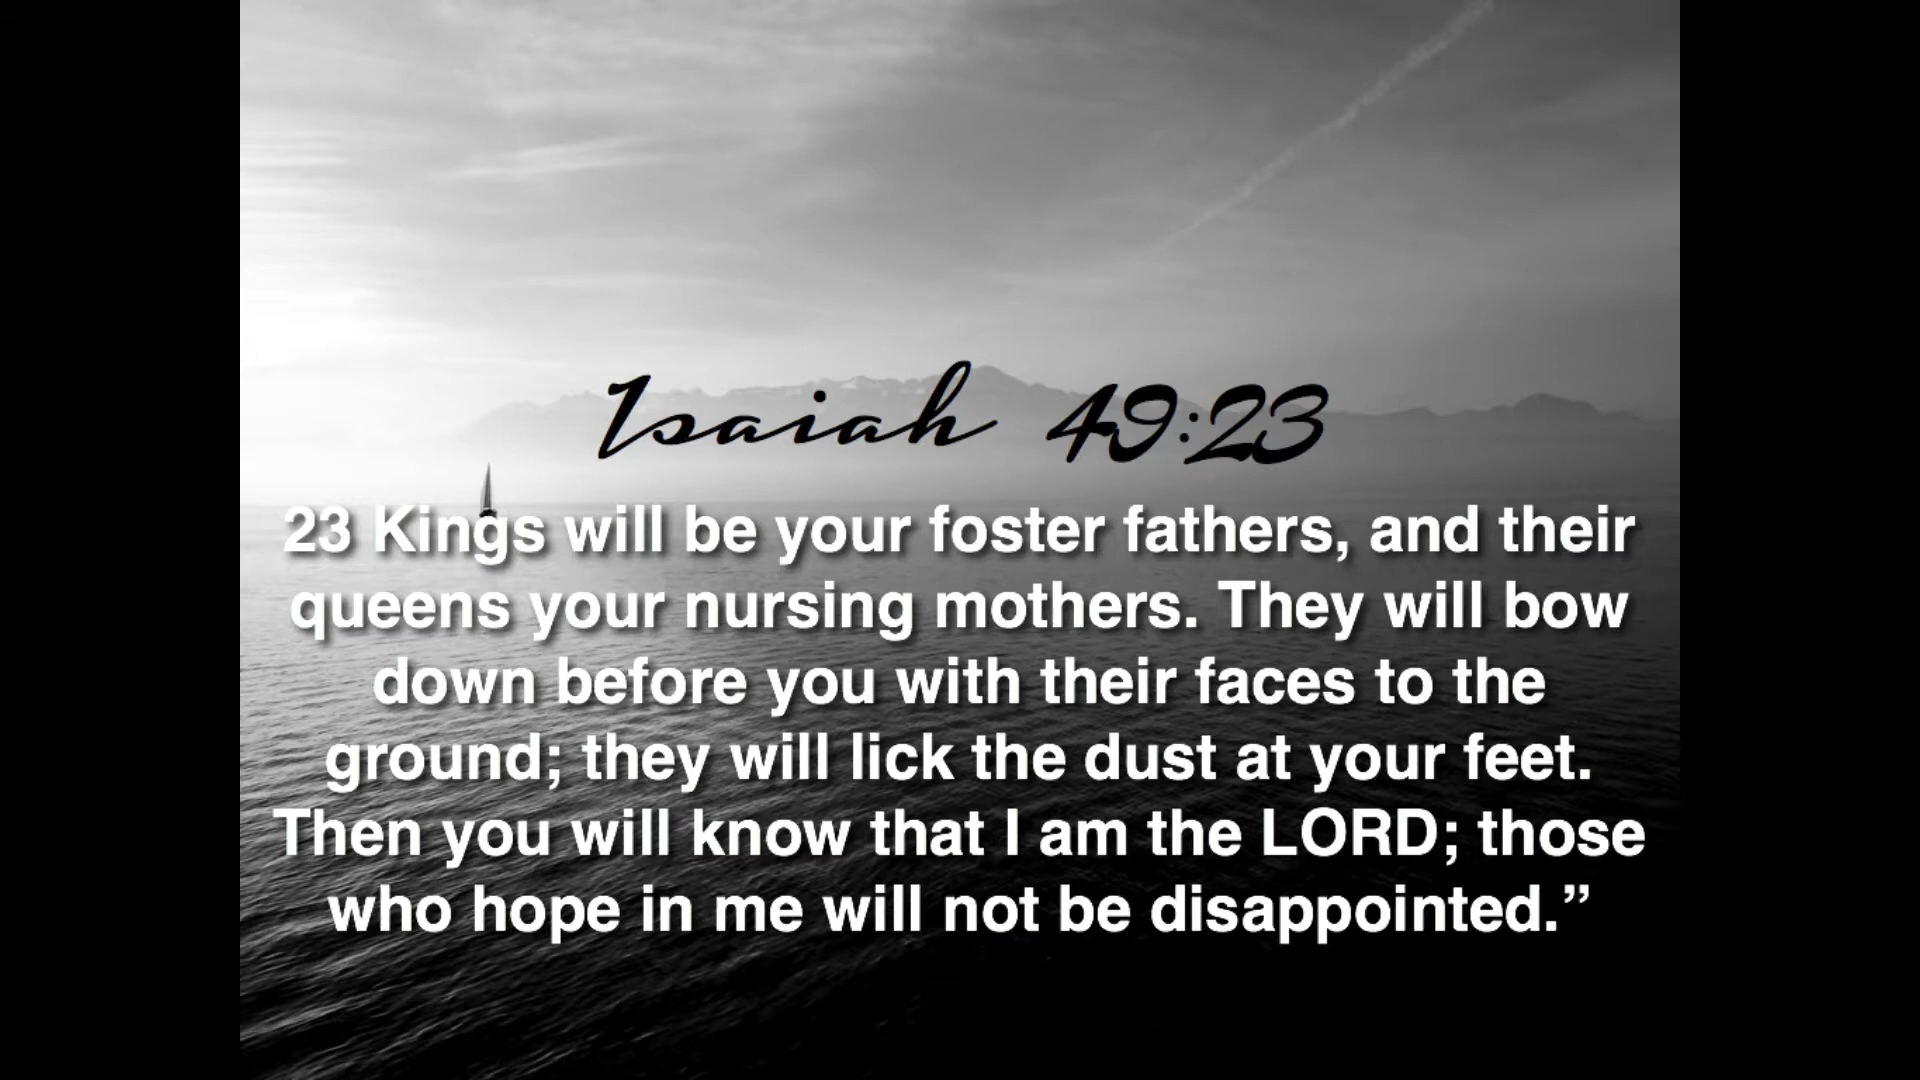 Isaiah 49:23
23 Kings will be your foster fathers, and their
queens your nursing mothers. They will bow
down before you with their faces to the
ground; they will lick the dust at your feet.
Then you will know that I am the LORD; those
who hope in me will not be disappointed.”